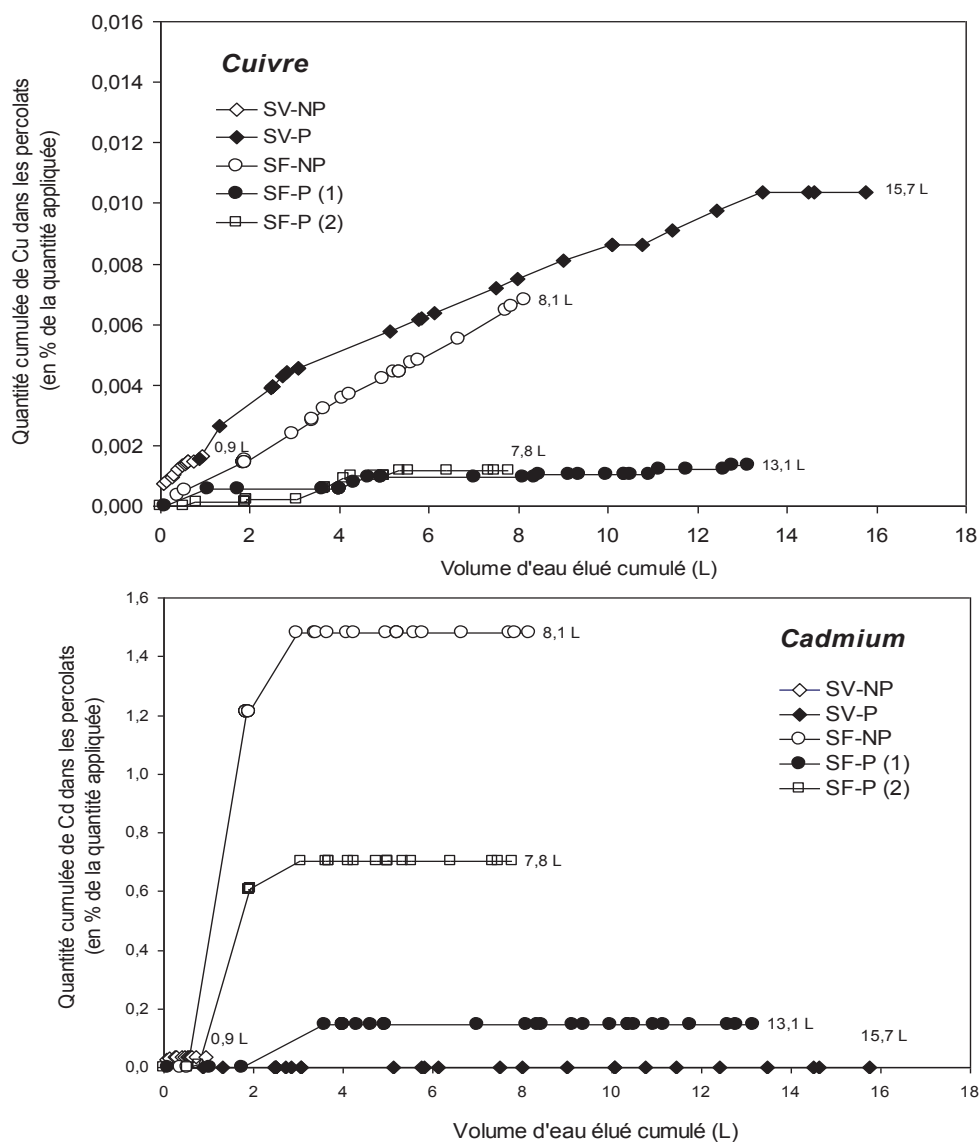 Quantité cumulée de Cu dans les percolats
(en % de la quantité appliquée)
0,016
0,014
0,012
0,010
0,008
0,006
0,004
0,002
0,000
Cuivre
SV-NP
SV-P
SF-NP
SF-P (1)
SF-P (2)
15,7 L
8,1 L
0,9 L
7,8 L
13,1 L
0 2 4 6 8 10 12 14 16 18
Volume d'eau élué cumulé (L)
Quantité cumulée de Cd dans les percolats
(en % de la quantité appliquée)
1,6
1,4
1,2
1,0
0,8
0,6
0,4
0,2
0,0
Cadmium
SV-NP
SV-P
SF-NP
SF-P (1)
SF-P (2)
8,1 L
7,8 L
0,9 L
13,1 L
15,7 L
0 2 4 6 8 10 12 14 16 18
Volume d'eau élué cumulé (L)